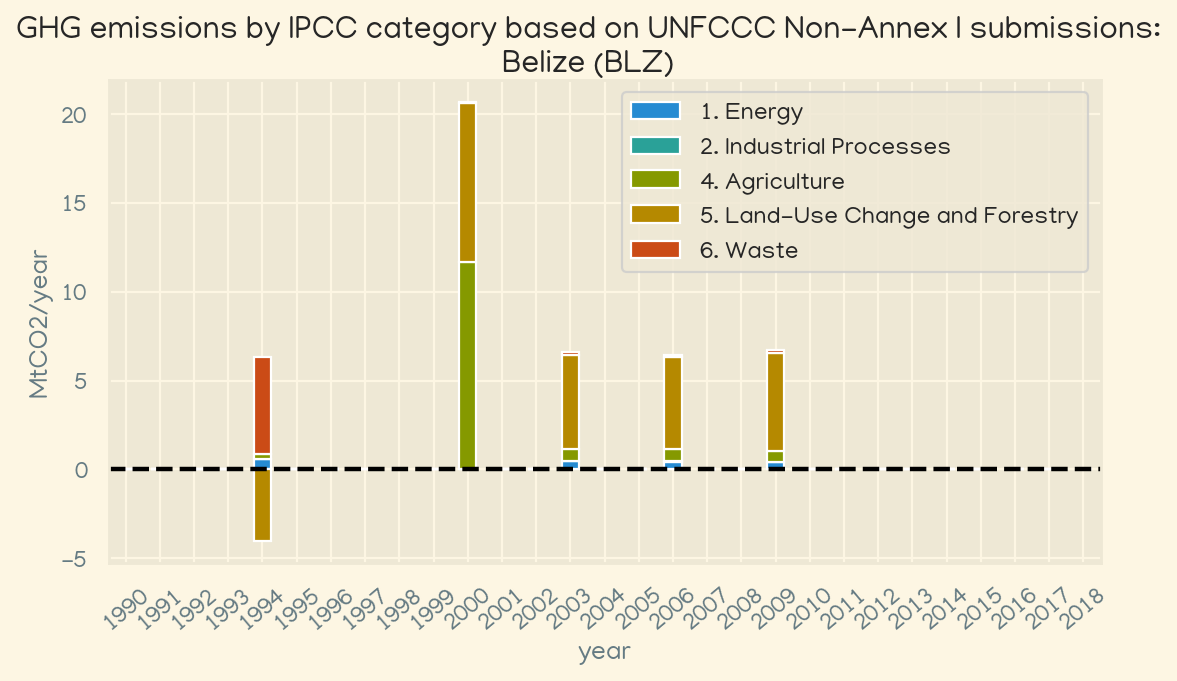 GHG emissions by IPCC category based on UNFCCC Non-Annex I submissions:
Belize (BLZ)
1. Energy
2. Industrial Processes
4. Agriculture
5. Land-Use Change and Forestry
6. Waste
MtCO2/year
20
15
10
5
0
−5
1990 1991 1992 1993 1994 1995 1996 1997 1998 1999 2000 2001 2002 2003 2004 2005 2006 2007 2008 2009 2010 2011 2012 2013 2014 2015 2016 2017 2018
year